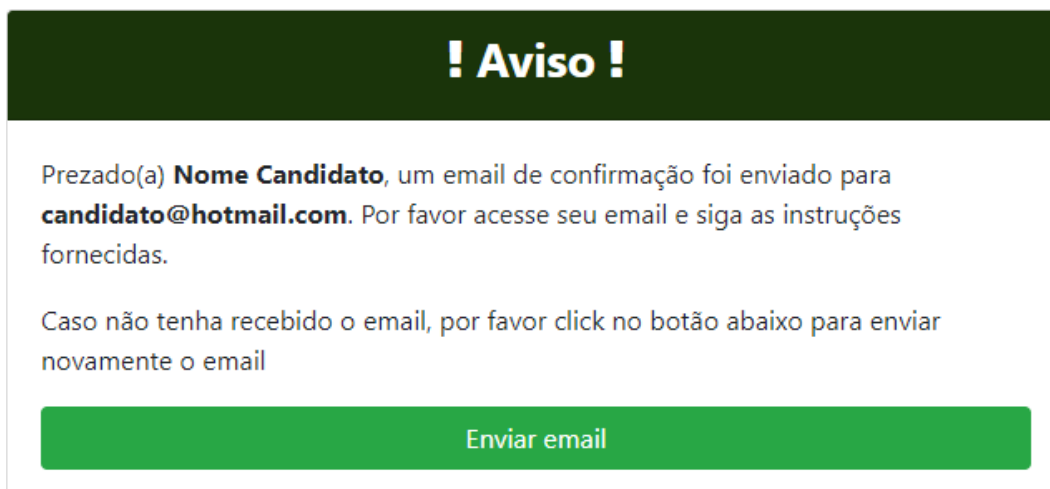 ! Aviso !
Prezado(a) Nome Candidato, um email de confirmação foi enviado para
candidato@hotmail.com. Por favor acesse seu email e siga as instruções
fornecidas.
Caso não tenha recebido o email, por favor click no botão abaixo para enviar
novamente o email
Enviar email